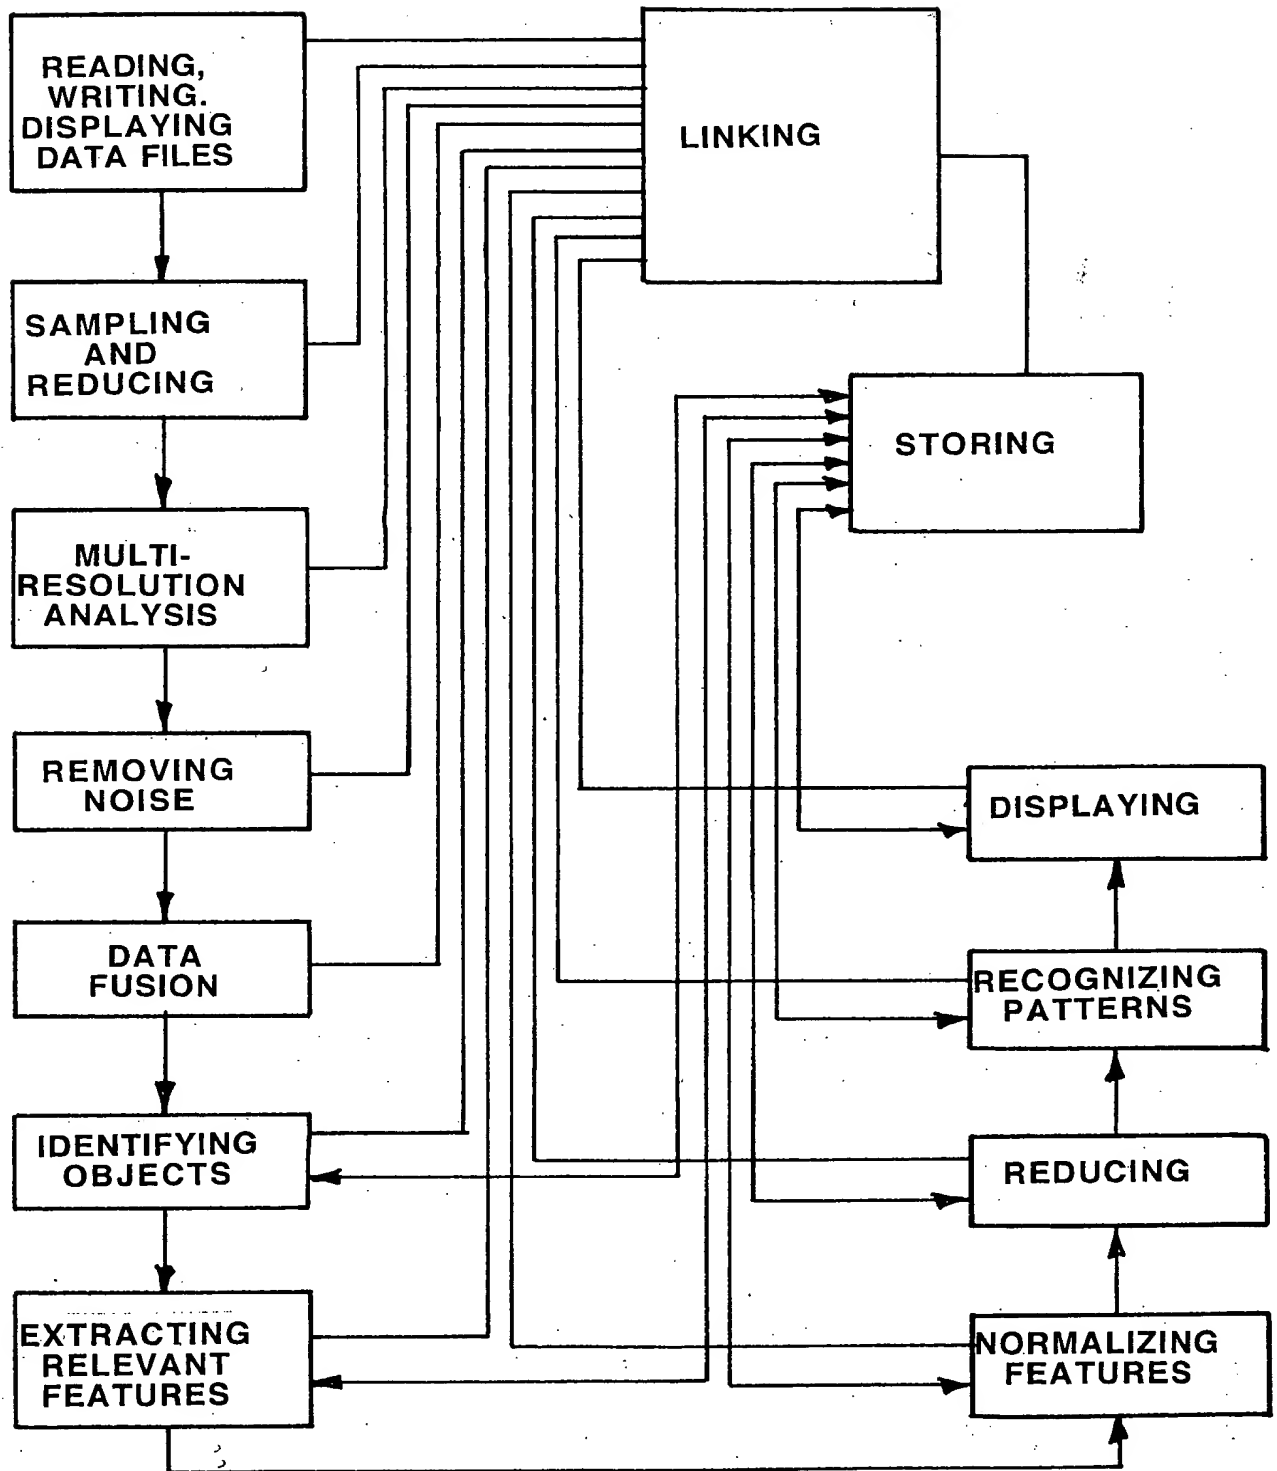 READING,
WRITING.
DISPLAYING
DATA FILES
LINKING
SAMPLING
AND
REDUCING
STORING
MULTI-
RESOLUTION
ANALYSIS
REMOVING
NOISE
DISPLAYING
DATA
FUSION
RECOGNIZING
PATTERNS
IDENTIFYING
OBJECTS
REDUCING
EXTRACTING
RELEVANT
FEATURES
NORMALIZING
FEATURES